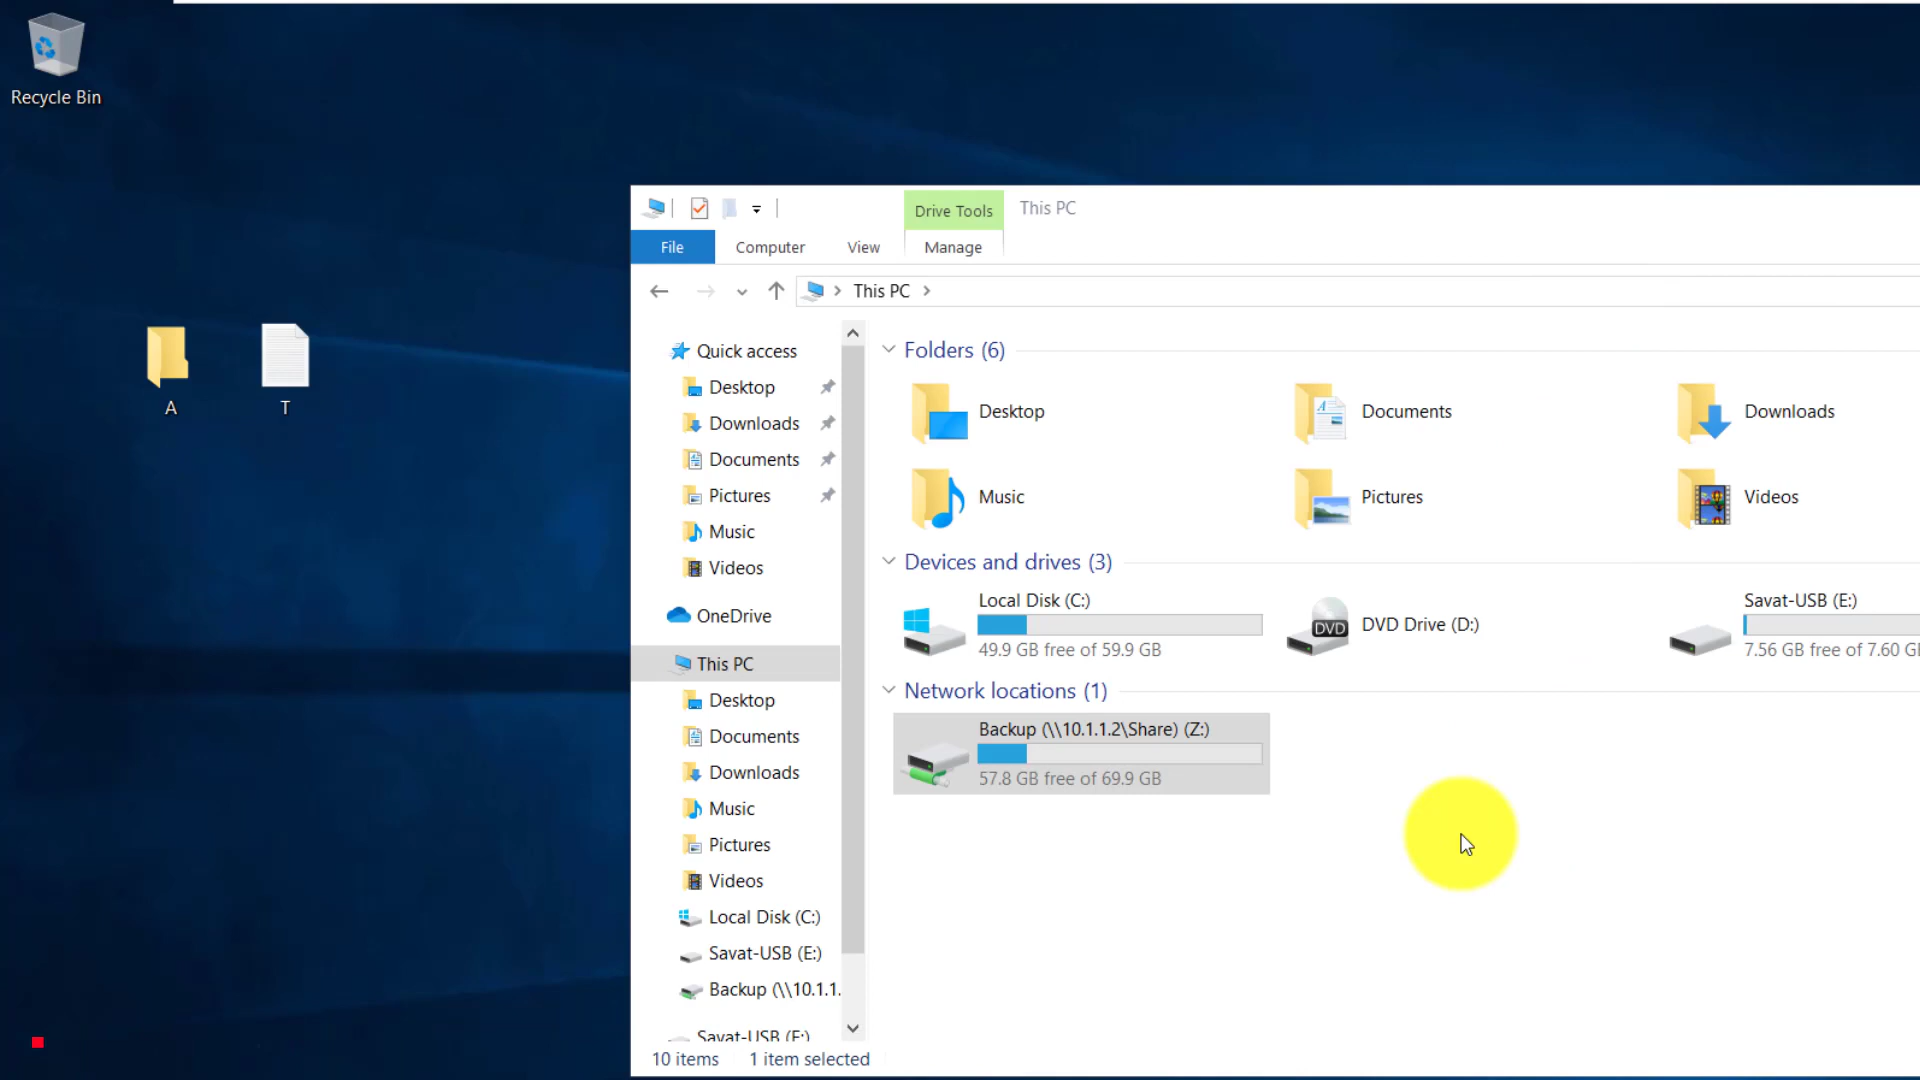 Recycle Bin
A
T
Drive Tools
This PC
File
Computer
View
Manage
This PC
Quick access
Desktop
Downloads
Documents
Pictures
Music
Videos
OneDrive
This PC
Desktop
Documents
Downloads
Music
Pictures
Videos
Local Disk (C:)
Savat-USB (E:)
Backup (\\10.1.1.
Savat-USB (E:)
Folders (6)
Desktop
Documents
Downloads
Music
Pictures
Videos
Devices and drives (3)
Local Disk (C:)
49.9 GB free of 59.9 GB
DVD
DVD Drive (D:)
Savat-USB (E:)
7.56 GB free of 7.60 GB
Network locations (1)
Backup (\\10.1.1.2\Share) (Z:)
57.8 GB free of 69.9 GB
10 items
1 item selected